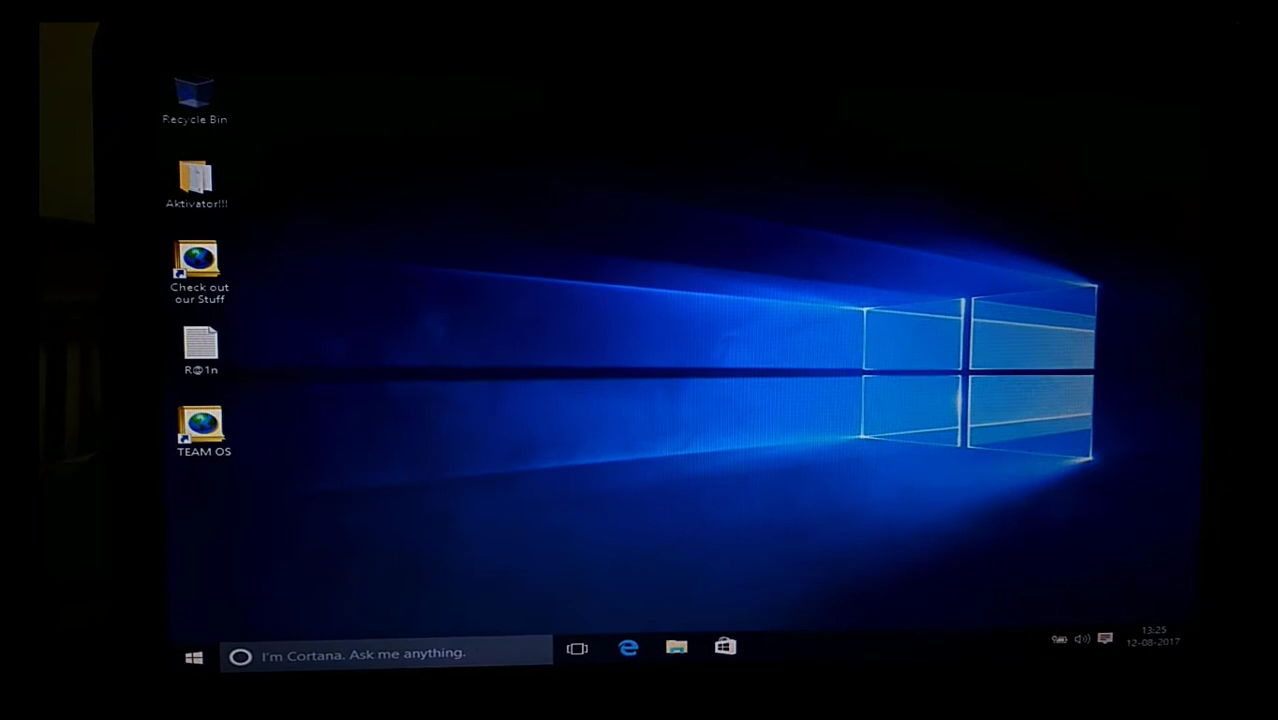 Recycle Bin
Aktivator!!!
Check out
our Stuff
R@1n
TEAM OS
I'm Cortana. Ask me anything.
13:25
12-08-2017